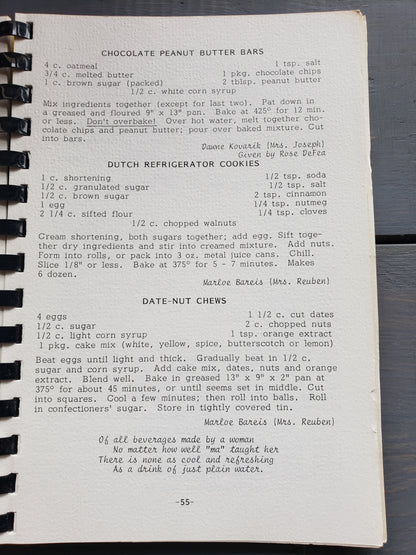 CHOCOLATE PEANUT BUTTER BARS
4 c. oatmeal 1 tsp. salt
3/4 c. melted butter 1 pkg. chocolate chips
1 c. brown sugar (packed) 2 tblsp. peanut butter
1/2 c. white corn syrup
Mix ingredients together (except for last two). Pat down in
a greased and floured 9" x 13" pan. Bake at 425° for 12 min.
or less. Don't overbake! Over hot water, melt together cho-
colate chips and peanut butter; pour over baked mixture. Cut
into bars.
Dawne Kovarik (Mrs. Joseph)
Given by Rose DeFea
DUTCH REFRIGERATOR COOKIES
1 c. shortening 1/2 tsp. soda
1/2 c. granulated sugar 1/2 tsp. salt
1/2 c. brown sugar 2 tsp. cinnamon
1 egg 1/4 tsp. nutmeg
2 1/4 c. sifted flour 1/4 tsp. cloves
1/2 c. chopped walnuts
Cream shortening, both sugars together; add egg. Sift toge-
ther dry ingredients and stir into creamed mixture. Add nuts.
Form into rolls, or pack into 3 oz. metal juice cans. Chill.
Slice 1/8" or less. Bake at 375° for 5 - 7 minutes. Makes
6 dozen.
Marloe Bareis (Mrs. Reuben)
DATE-NUT CHEWS
4 eggs 1 1/2 c. cut dates
1/2 c. sugar 2 c. chopped nuts
1/2 c. light corn syrup 1 tsp. orange extract
1 pkg. cake mix (white, yellow, spice, butterscotch or lemon)
Beat eggs until light and thick. Gradually beat in 1/2 c.
sugar and corn syrup. Add cake mix, dates, nuts and orange
extract. Blend well. Bake in greased 13" x 9" x 2" pan at
375° for about 45 minutes, or until seems set in middle. Cut
into squares. Cool a few minutes; then roll into balls. Roll
in confectioners' sugar. Store in tightly covered tin.
Marloe Bareis (Mrs. Reuben)
Of all beverages made by a woman
No matter how well "ma" taught her
There is none as cool and refreshing
As a drink of just plain water.
-55-